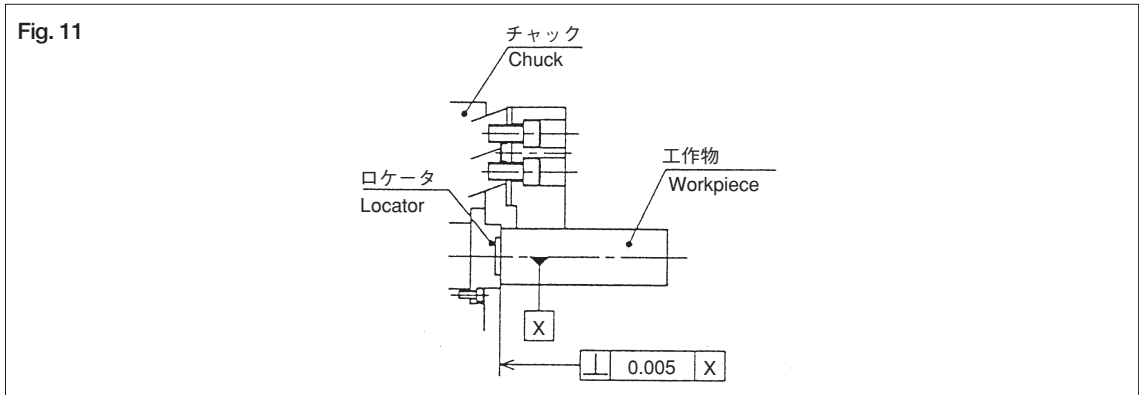 Fig. 11
チャック
Chuck
ロケータ
Locator
工作物
Workpiece
X
⊥ 0.005 X